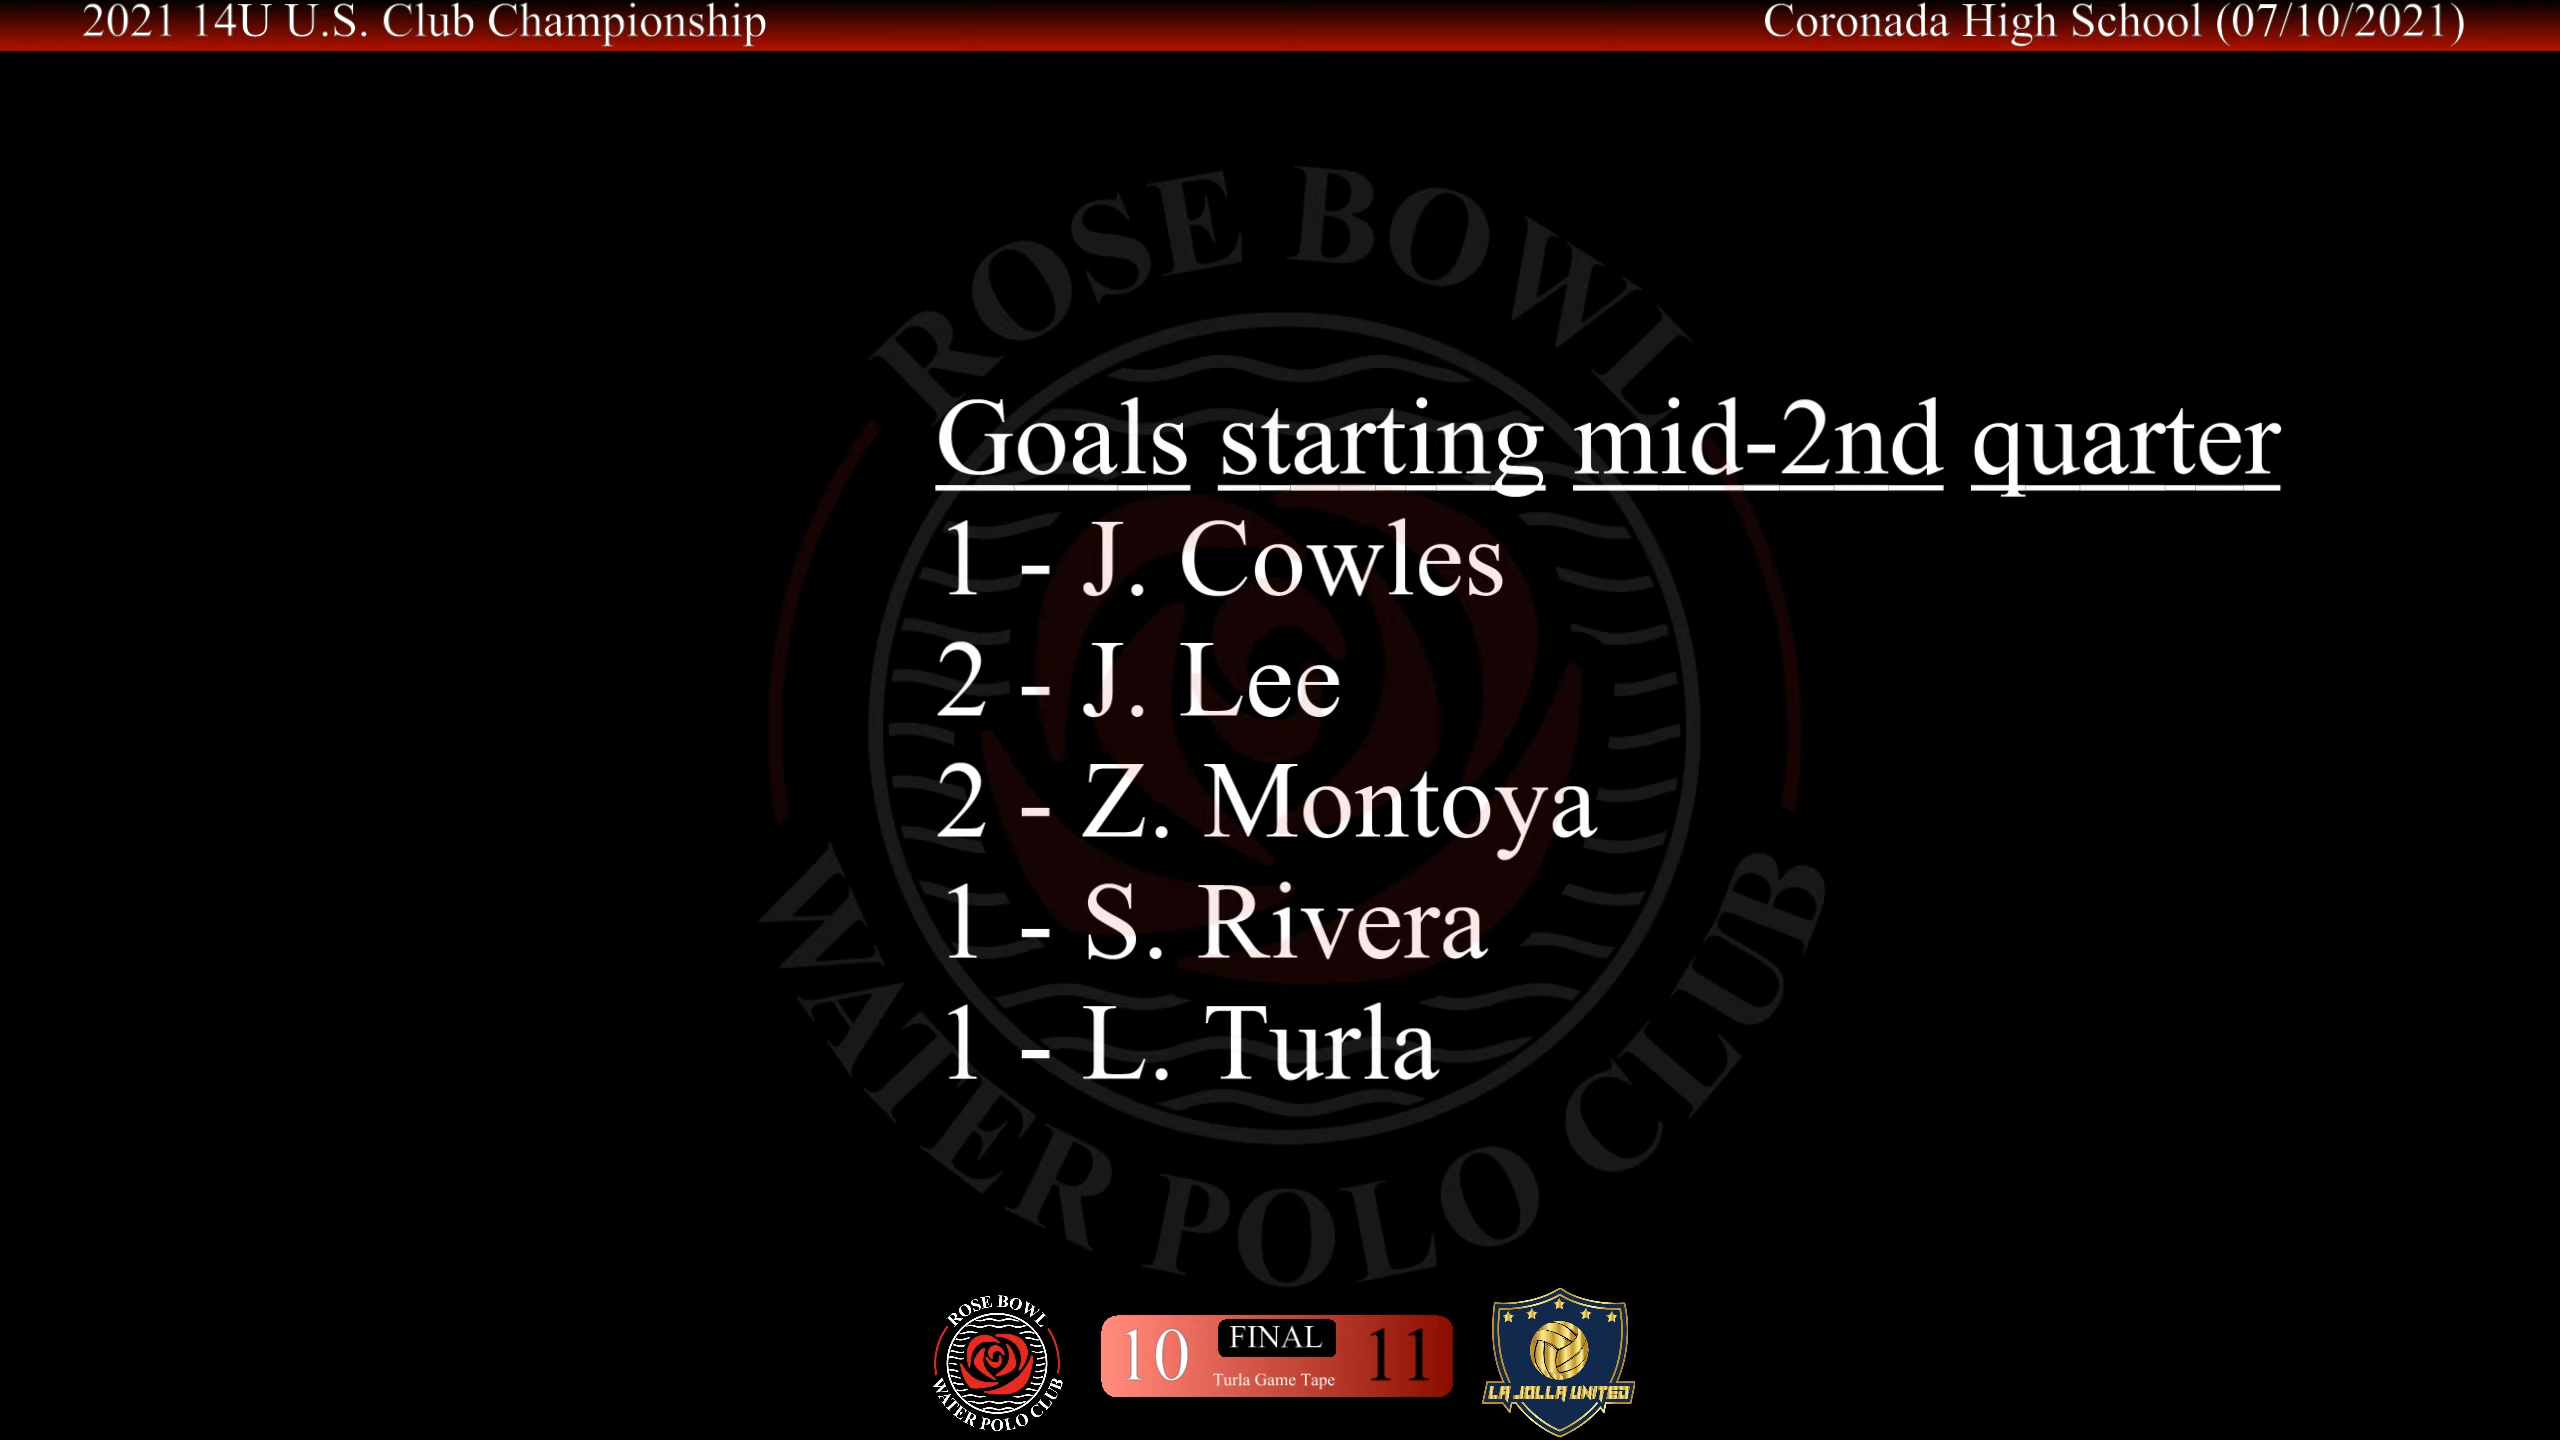 2021 14U U.S. Club Championship
Coronada High School (07/10/2021)
ROSE BOWL
WATER POLO CLUB
Goals starting mid-2nd quarter
1 - J. Cowles
2 - J. Lee
2 - Z. Montoya
1 - S. Rivera
1 - L. Turla
ROSE BOWL
WATER POLO CLUB
10
FINAL
Turla Game Tape
11
LA JOLLA UNITED